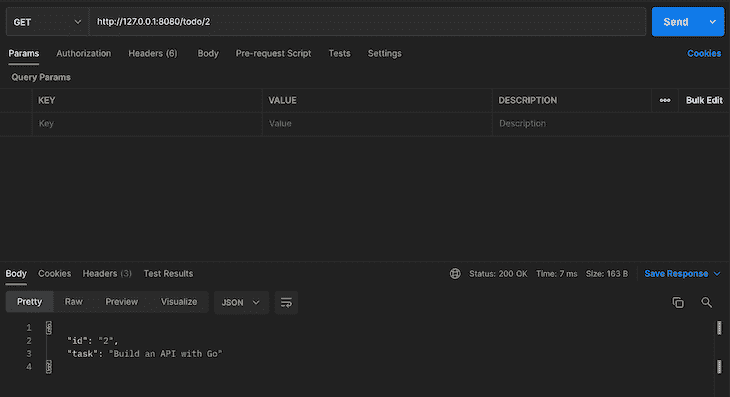 GET http://127.0.0.1:8080/todo/2 Send
Params Authorization Headers (6) Body Pre-request Script Tests Settings Cookies
Query Params
KEY VALUE DESCRIPTION ••• Bulk Edit
Key Value Description
Body Cookies Headers (3) Test Results Status: 200 OK Time: 7 ms Size: 163 B Save Response
Pretty Raw Preview Visualize JSON
1 {
2 "id": "2",
3 "task": "Build an API with Go"
4 }